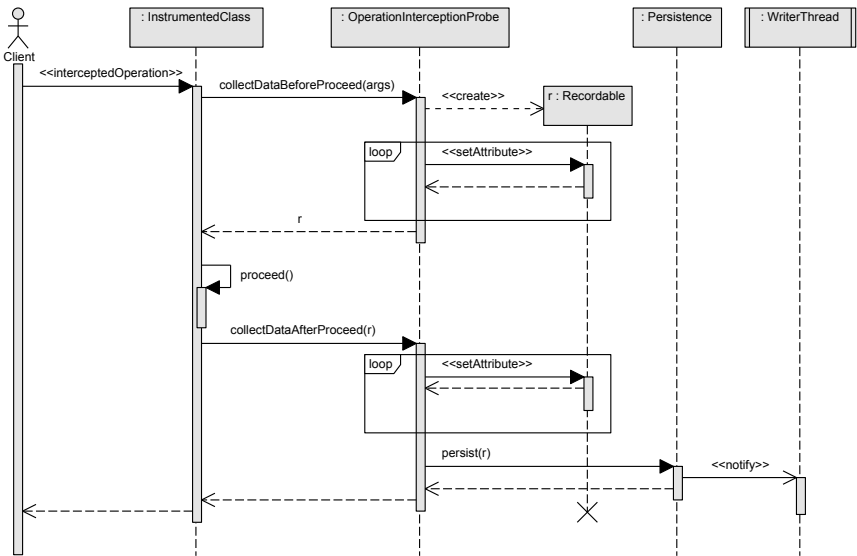 : InstrumentedClass
: OperationInterceptionProbe
: Persistence
: WriterThread
Client
<<interceptedOperation>>
collectDataBeforeProceed(args)
<<create>>
r : Recordable
loop
<<setAttribute>>
r
proceed()
collectDataAfterProceed(r)
loop
<<setAttribute>>
persist(r)
<<notify>>